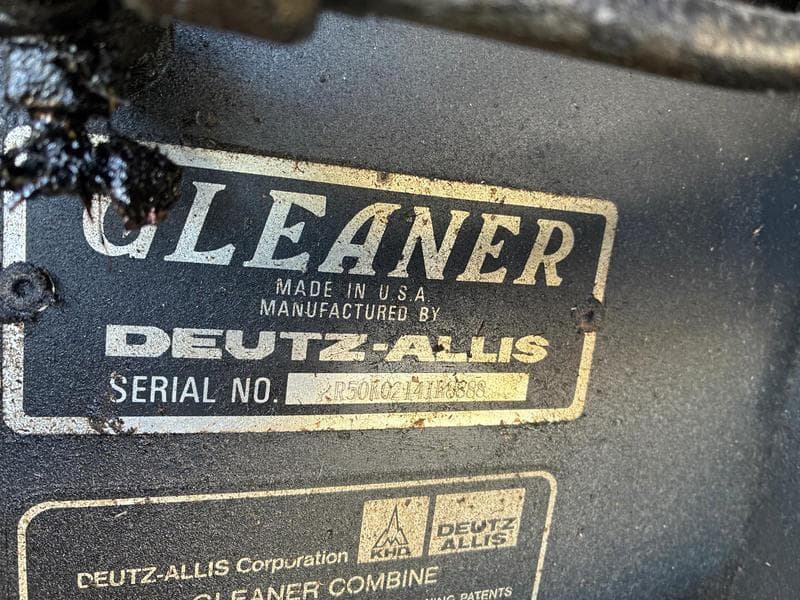 GLEANER
MADE IN U.S.A
MANUFACTURED BY
DEUTZ-ALLIS
SERIAL NO.
KHD
DEUTZ
ALLIS
DEUTZ-ALLIS Corporation
GLEANER COMBINE
PATENTS